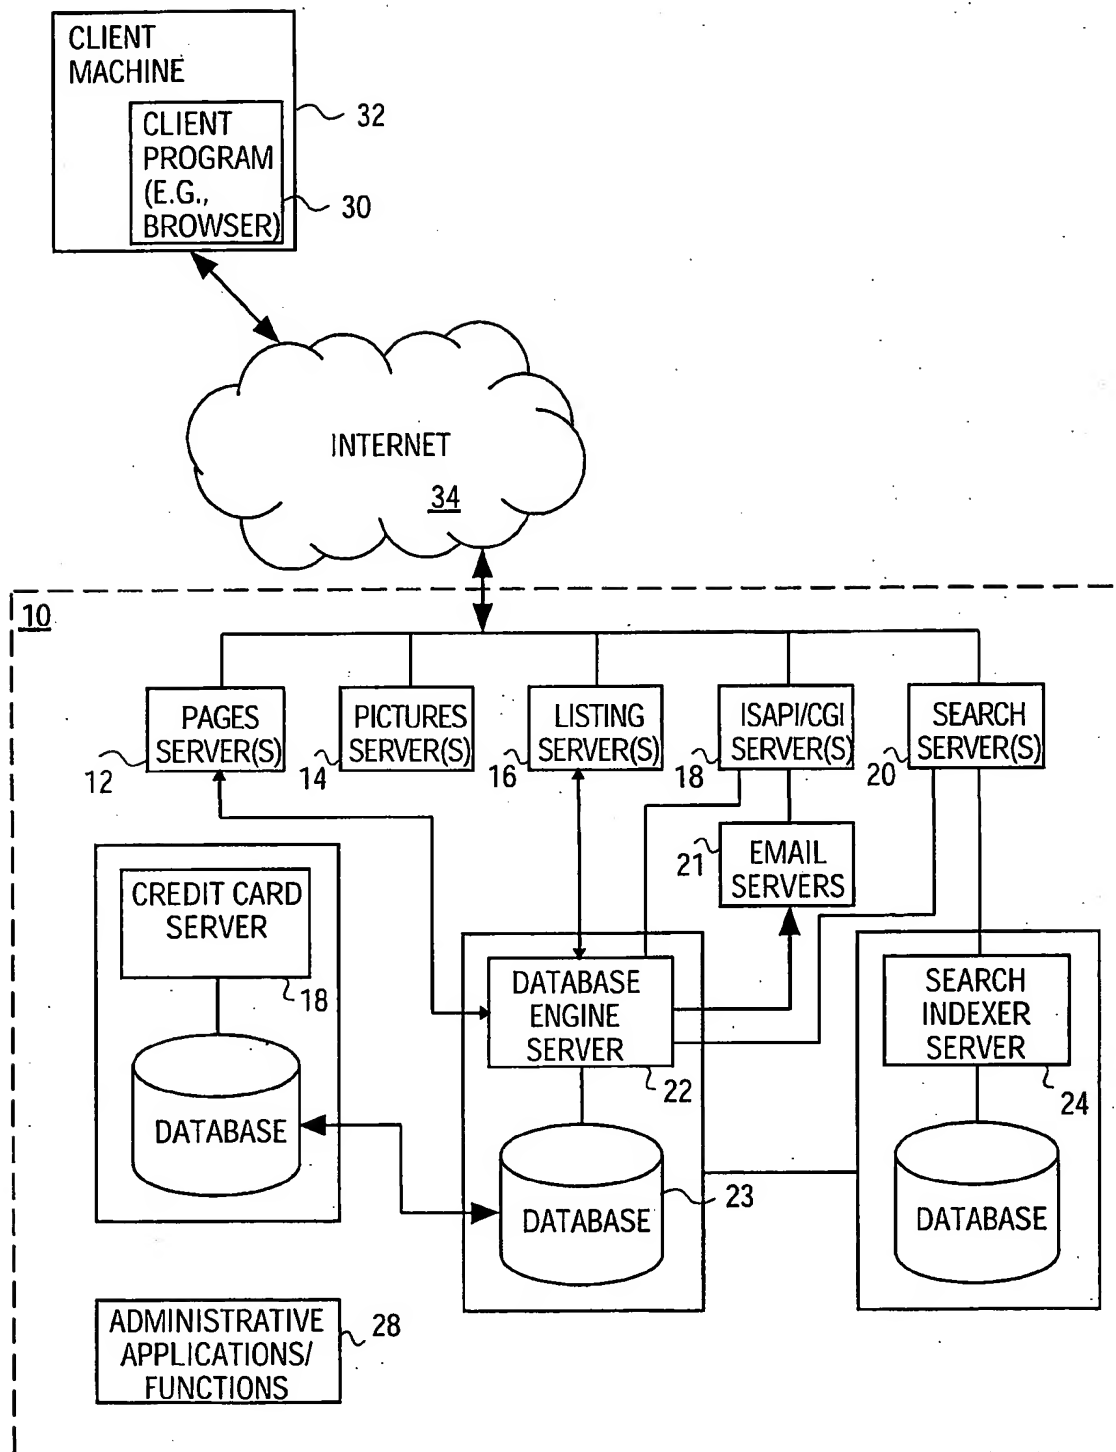 CLIENT
MACHINE
32
CLIENT
PROGRAM
(E.G.,
BROWSER)
30
INTERNET
34
10
PAGES
SERVER(S)
12
PICTURES
SERVER(S)
14
LISTING
SERVER(S)
16
ISAPI/CGI
SERVER(S)
18
SEARCH
SERVER(S)
20
21
EMAIL
SERVERS
CREDIT CARD
SERVER
18
DATABASE
DATABASE
ENGINE
SERVER
22
DATABASE
23
SEARCH
INDEXER
SERVER
24
DATABASE
ADMINISTRATIVE
APPLICATIONS/
FUNCTIONS
28